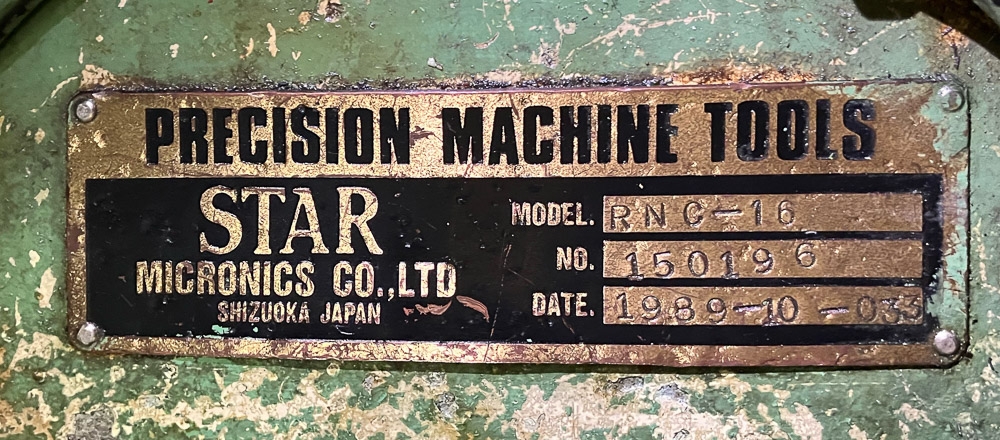 PRECISION MACHINE TOOLS
STAR
MICRONICS CO.,LTD
SHIZUOKA JAPAN
MODEL. RNC-16
NO. 150196
DATE. 1989-10-033